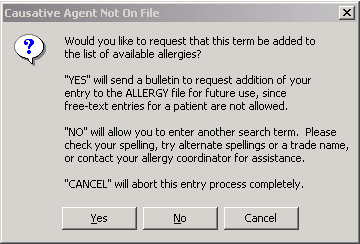 Causative Agent Not On File
Would you like to request that this term be added to
the list of available allergies?
"YES" will send a bulletin to request addition of your
entry to the ALLERGY file for future use, since
free-text entries for a patient are not allowed.
"NO" will allow you to enter another search term.  Please
check your spelling, try alternate spellings or a trade name,
or contact your allergy coordinator for assistance.
"CANCEL" will abort this entry process completely.
Yes
No
Cancel